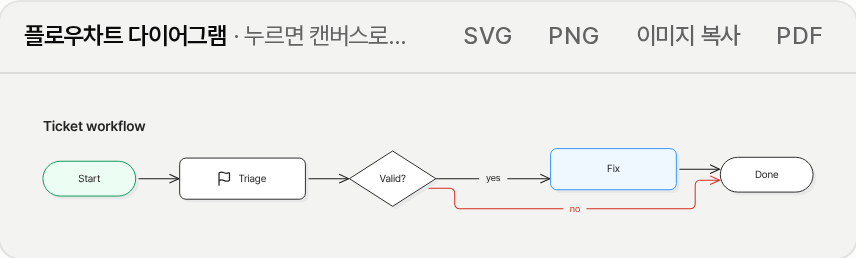 플로우차트 다이어그램 · 누르면 캔버스로... SVG PNG 이미지 복사 PDF
Ticket workflow
Start
Triage
Valid?
yes
Fix
Done
no